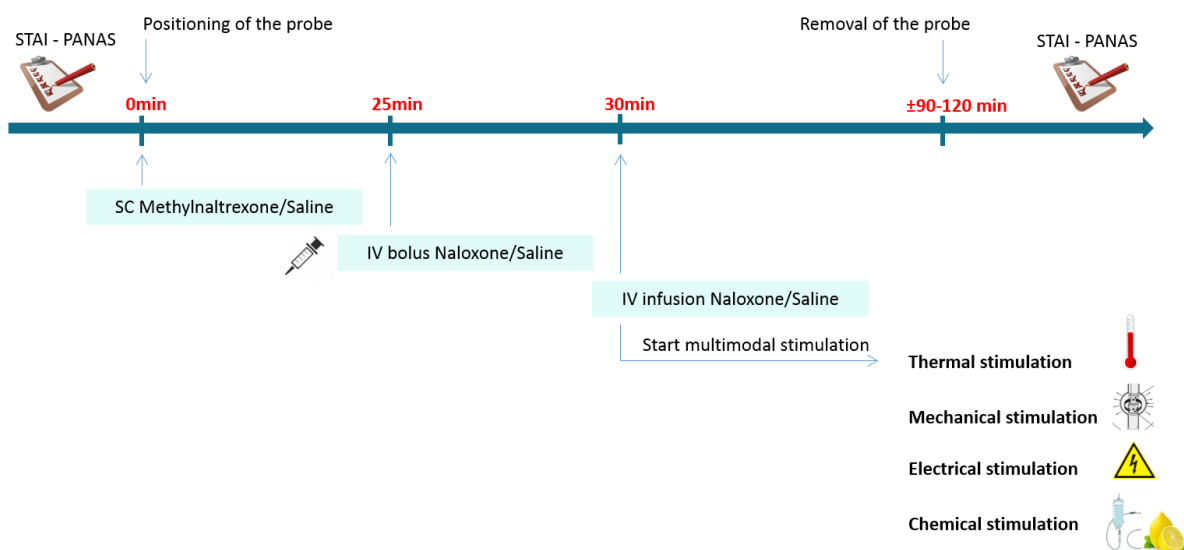 Positioning of the probe
Removal of the probe
STAI - PANAS
STAI - PANAS
0min
25min
30min
±90-120 min
SC Methylnaltrexone/Saline
IV bolus Naloxone/Saline
IV infusion Naloxone/Saline
Start multimodal stimulation
Thermal stimulation
Mechanical stimulation
Electrical stimulation
Chemical stimulation